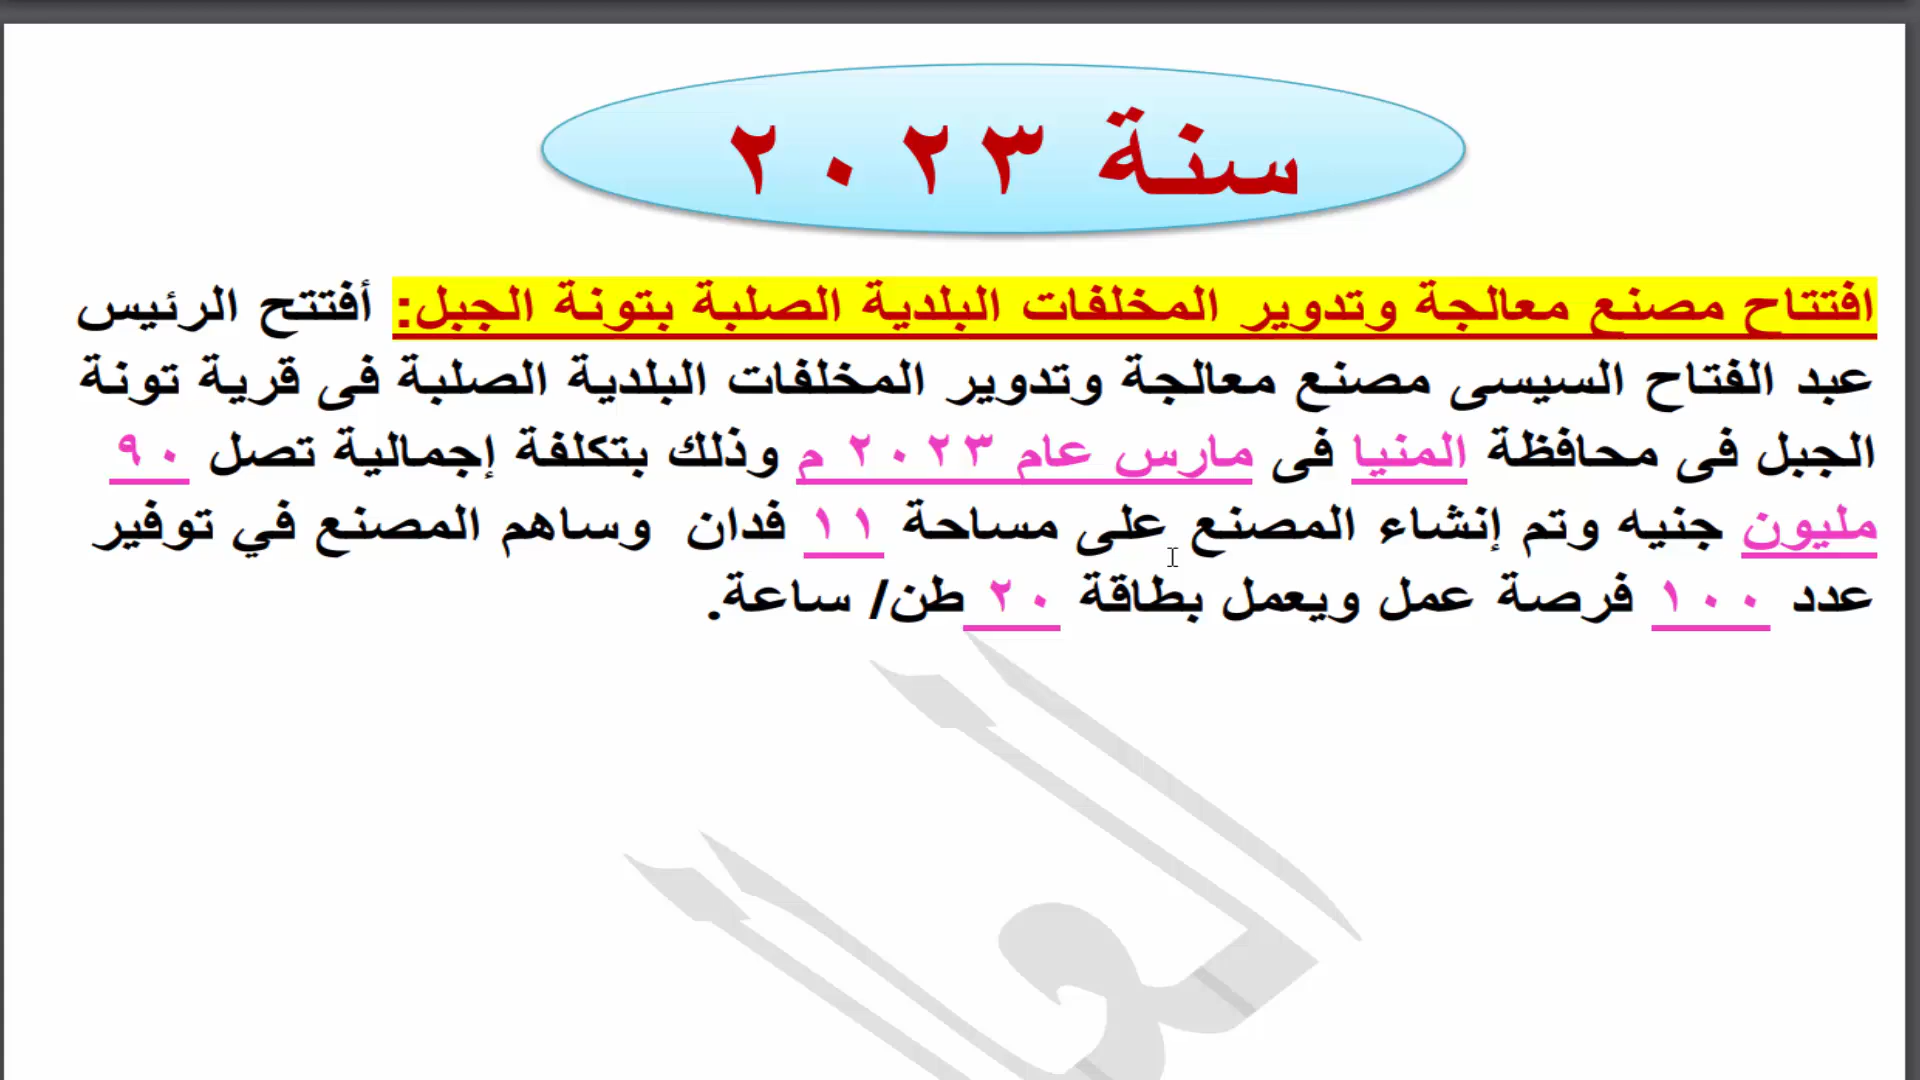 سنة ٢٠٢٣
افتتاح مصنع معالجة وتدوير المخلفات البلدية الصلبة بتونة الجبل: أفتتح الرئيس
عبد الفتاح السيسى مصنع معالجة وتدوير المخلفات البلدية الصلبة فى قرية تونة
الجبل فى محافظة المنيا فى مارس عام ٢٠٢٣ م وذلك بتكلفة إجمالية تصل ٩٠
مليون جنيه وتم إنشاء المصنع على مساحة ١١ فدان وساهم المصنع في توفير
عدد ١٠٠ فرصة عمل ويعمل بطاقة ٢٠ طن/ ساعة.